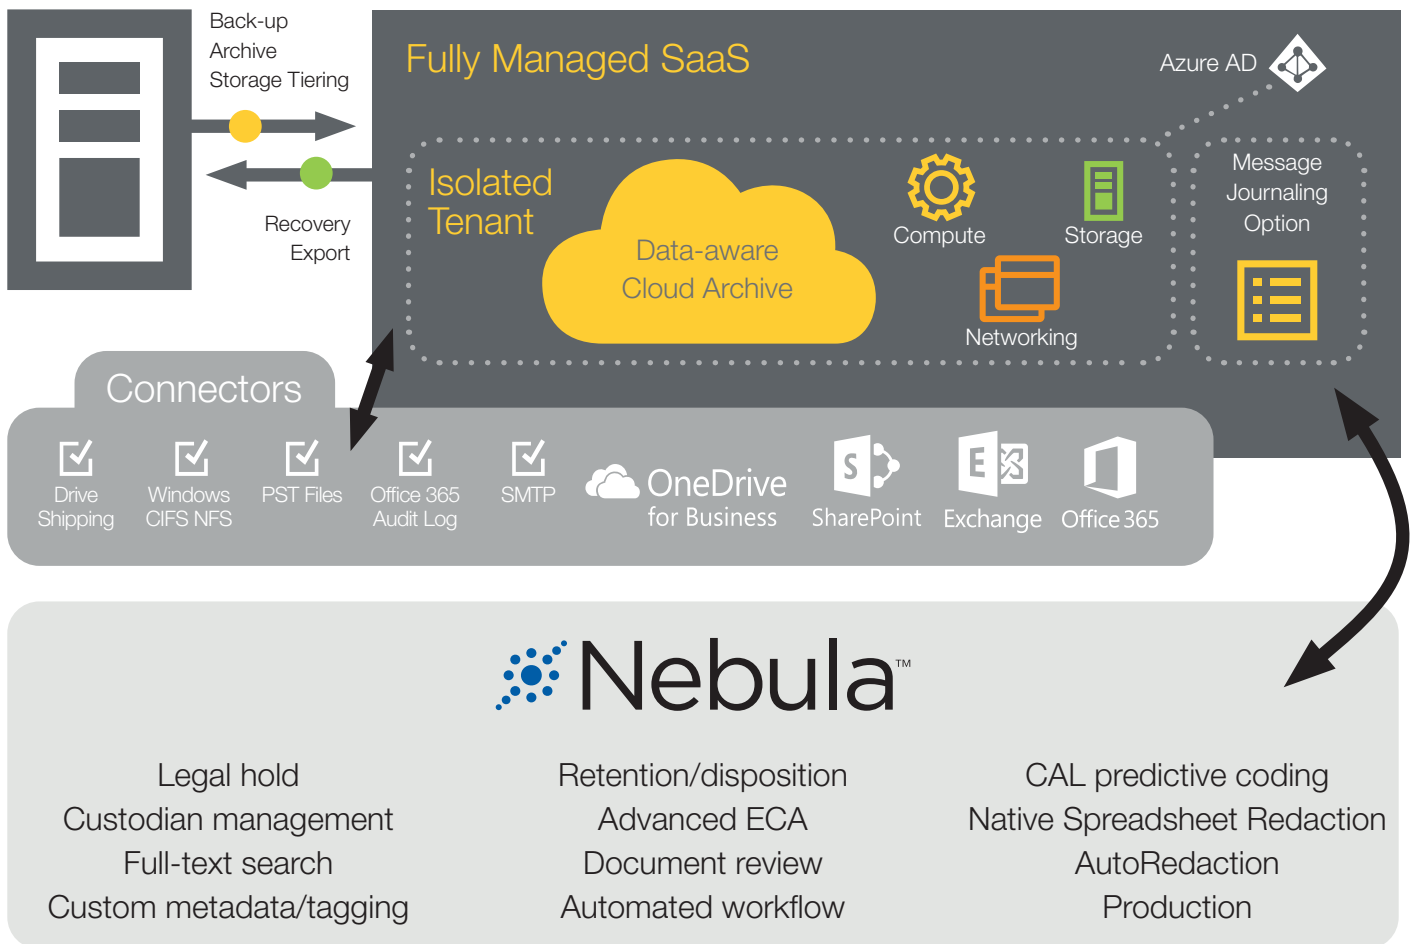 Back-up
Archive
Storage Tiering
Recovery
Export
Fully Managed SaaS
Azure AD
Isolated
Tenant
Data-aware
Cloud Archive
Compute
Storage
Networking
Message
Journaling
Option
Connectors
Drive
Shipping
Windows
CIFS NFS
PST Files
Office 365
Audit Log
SMTP
OneDrive
for Business
S
SharePoint
E
Exchange
Office 365
Nebula™
Legal hold
Custodian management
Full-text search
Custom metadata/tagging
Retention/disposition
Advanced ECA
Document review
Automated workflow
CAL predictive coding
Native Spreadsheet Redaction
AutoRedaction
Production